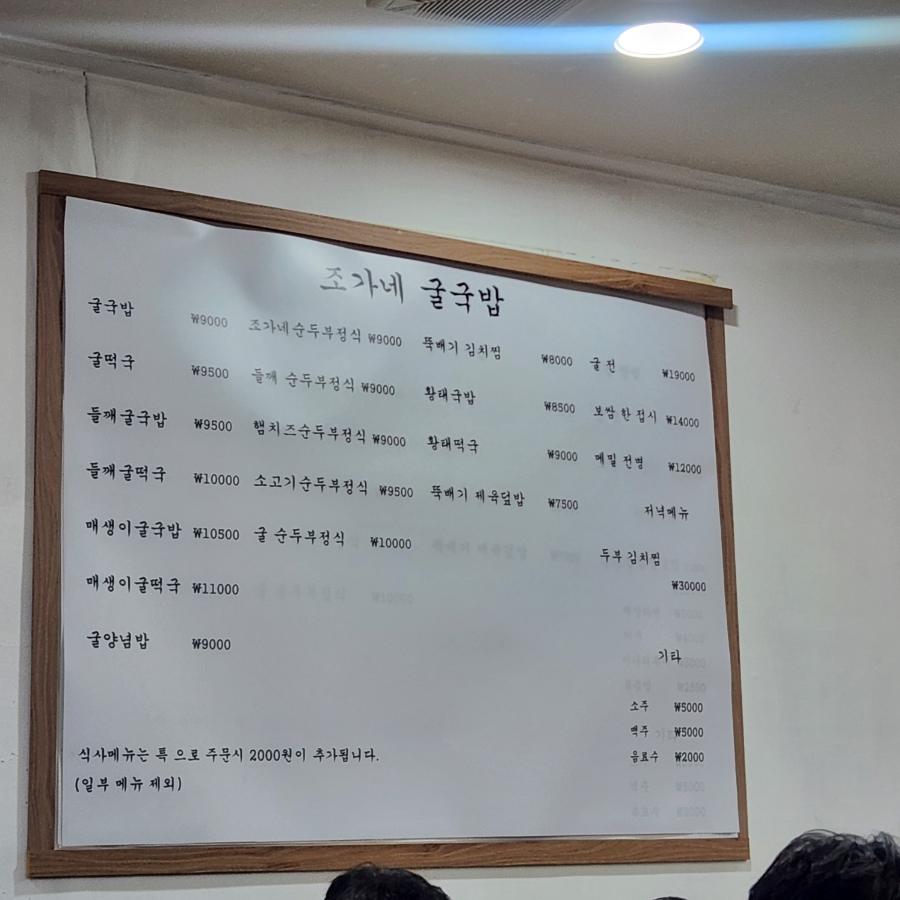 조가네 굴국밥
굴국밥 ₩9000
굴떡국 ₩9500
들깨굴국밥 ₩9500
들깨굴떡국 ₩10000
매생이굴국밥 ₩10500
매생이굴떡국 ₩11000
굴양념밥 ₩9000
조가네순두부정식 ₩9000
들깨 순두부정식 ₩9000
햄치즈순두부정식 ₩9000
소고기순두부정식 ₩9500
굴 순두부정식 ₩10000
뚝배기 김치찜 ₩8000
황태국밥 ₩8500
황태떡국 ₩9000
뚝배기 제육덮밥 ₩7500
굴 전 ₩19000
보쌈 한 접시 ₩14000
메밀 전병 ₩12000
저녁메뉴
두부 김치찜
₩30000
기타
소주 ₩5000
맥주 ₩5000
음료수 ₩2000
식사메뉴는 특 으로 주문시 2000원이 추가됩니다.
(일부 메뉴 제외)